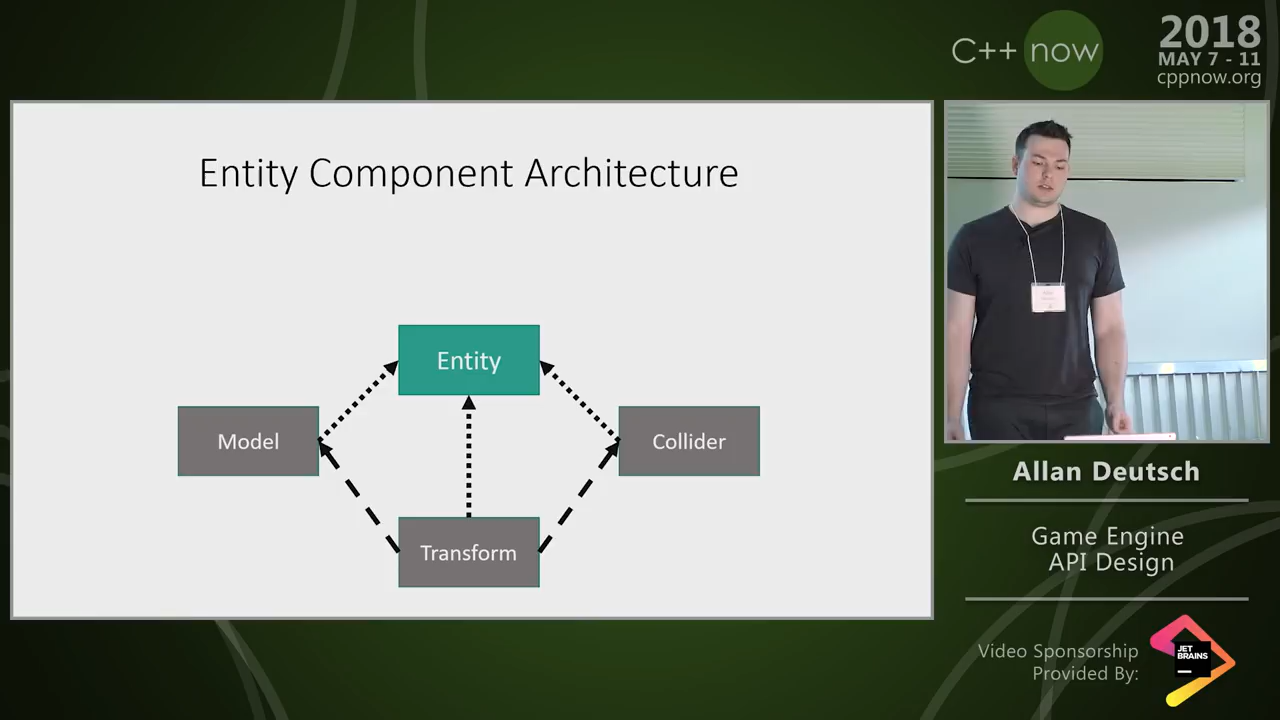 C++ now
2018
MAY 7 - 11
cppnow.org
Entity Component Architecture
Entity
Model
Collider
Transform
Allan Deutsch
Game Engine
API Design
Video Sponsorship
Provided By:
JET
BRAINS